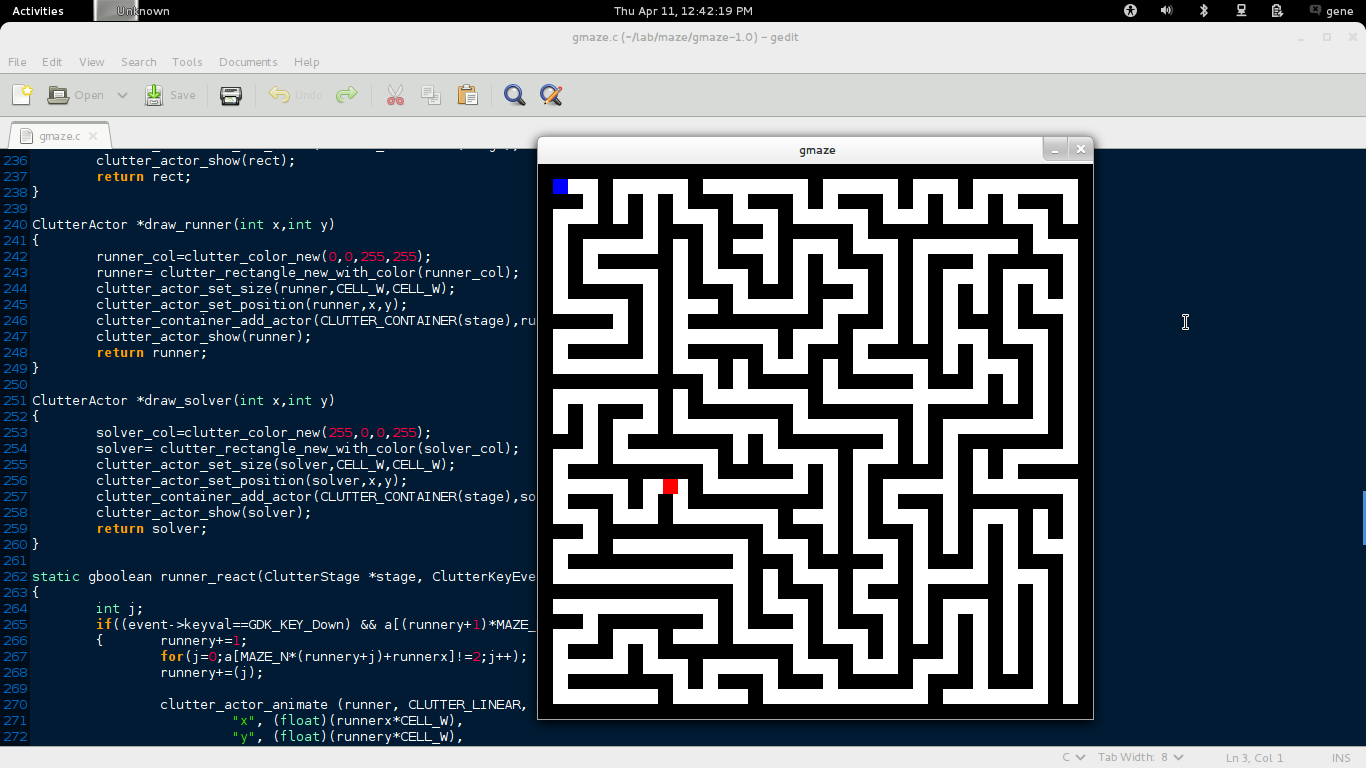 Activities Unknown Thu Apr 11, 12:42:19 PM gene
gmaze.c (~/lab/maze/gmaze-1.0) – gedit
File Edit View Search Tools Documents Help
Open Save Undo
gmaze.c
gmaze
236 clutter_actor_show(rect);
237 return rect;
238 }
239
240 ClutterActor *draw_runner(int x,int y)
241 {
242 runner_col=clutter_color_new(0,0,255,255);
243 runner= clutter_rectangle_new_with_color(runner_col);
244 clutter_actor_set_size(runner,CELL_W,CELL_W);
245 clutter_actor_set_position(runner,x,y);
246 clutter_container_add_actor(CLUTTER_CONTAINER(stage),ru
247 clutter_actor_show(runner);
248 return runner;
249 }
250
251 ClutterActor *draw_solver(int x,int y)
252 {
253 solver_col=clutter_color_new(255,0,0,255);
254 solver= clutter_rectangle_new_with_color(solver_col);
255 clutter_actor_set_size(solver,CELL_W,CELL_W);
256 clutter_actor_set_position(solver,x,y);
257 clutter_container_add_actor(CLUTTER_CONTAINER(stage),so
258 clutter_actor_show(solver);
259 return solver;
260 }
261
262 static gboolean runner_react(ClutterStage *stage, ClutterKeyEve
263 {
264 int j;
265 if((event->keyval==GDK_KEY_Down) && a[(runnery+1)*MAZE_
266 { runnery+=1;
267 for(j=0;a[MAZE_N*(runnery+j)+runnerx]!=2;j++);
268 runnery+=(j);
269
270 clutter_actor_animate (runner, CLUTTER_LINEAR,
271 "x", (float)(runnerx*CELL_W),
272 "y", (float)(runnery*CELL_W),
C Tab Width: 8 Ln 3, Col 1 INS